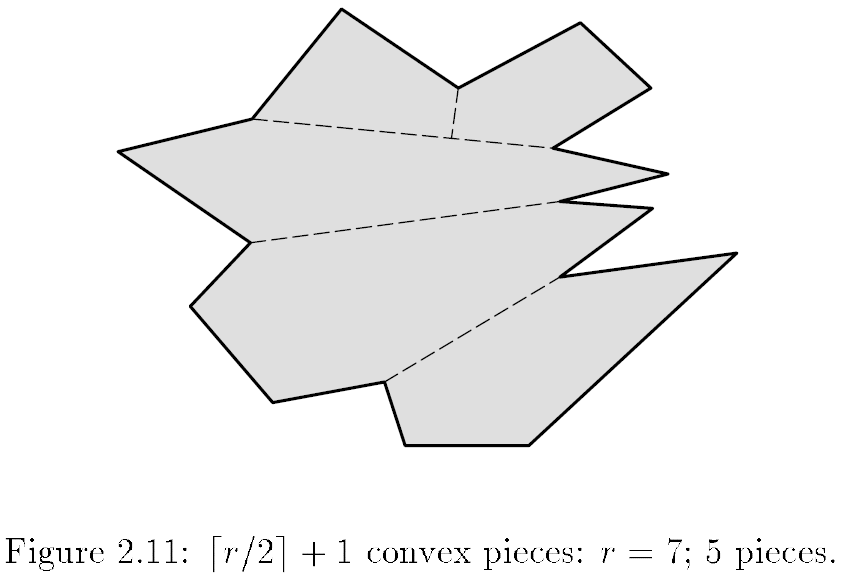 Figure 2.11: ⌈r/2⌉ + 1 convex pieces: r = 7; 5 pieces.